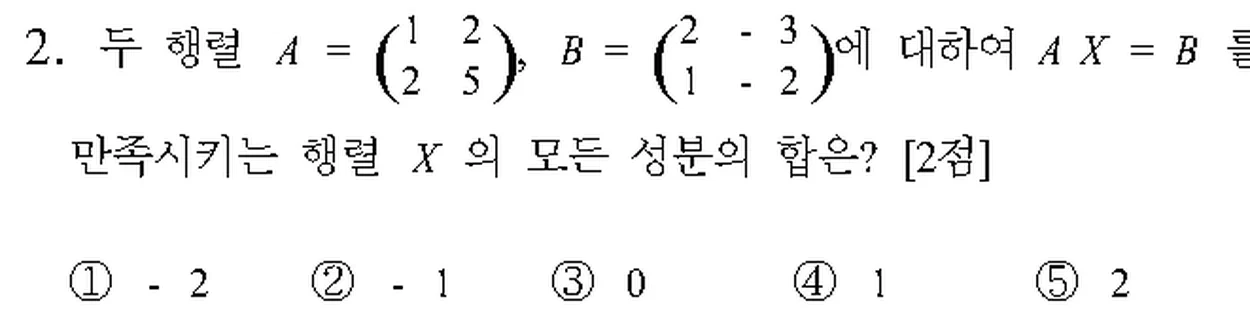 2. 두 행렬 A = (1 2 2 5), B = (2 - 3 1 - 2)에 대하여 A X = B 를
만족시키는 행렬 X 의 모든 성분의 합은? [2점]
① - 2 ② - 1 ③ 0 ④ 1 ⑤ 2